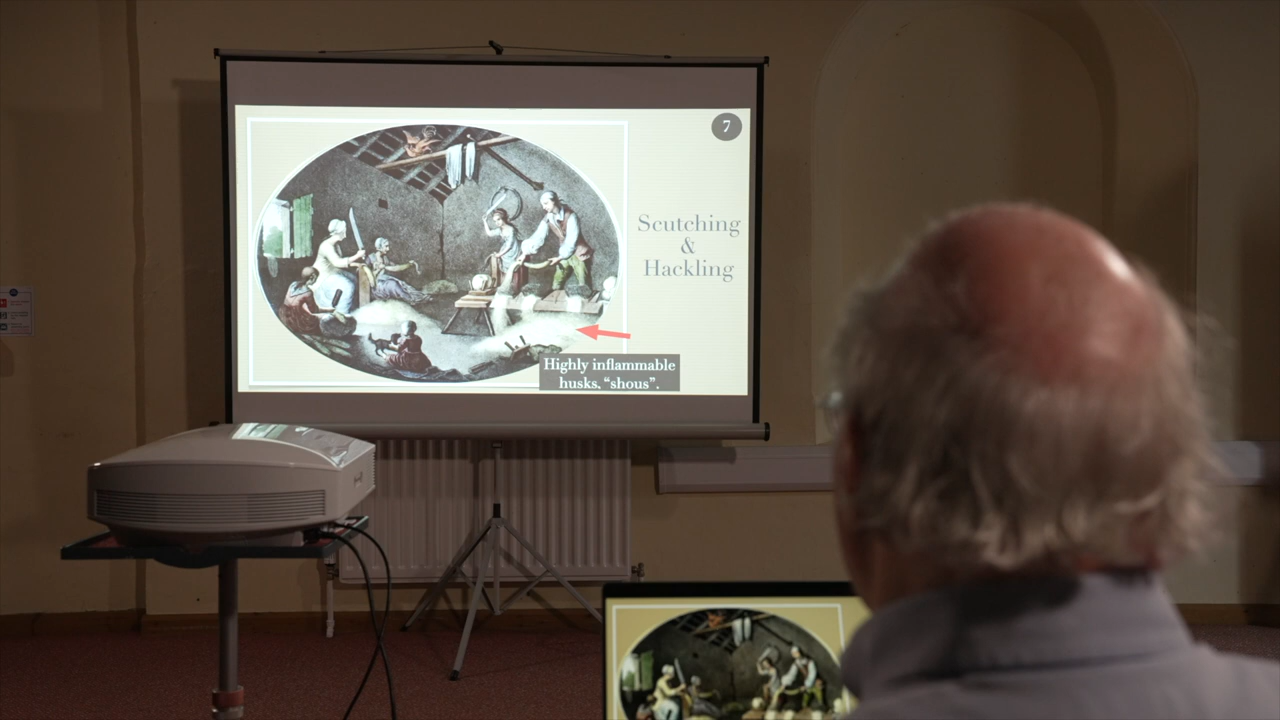 7
Scutching
&
Hackling
Highly inflammable
husks. “shous”.